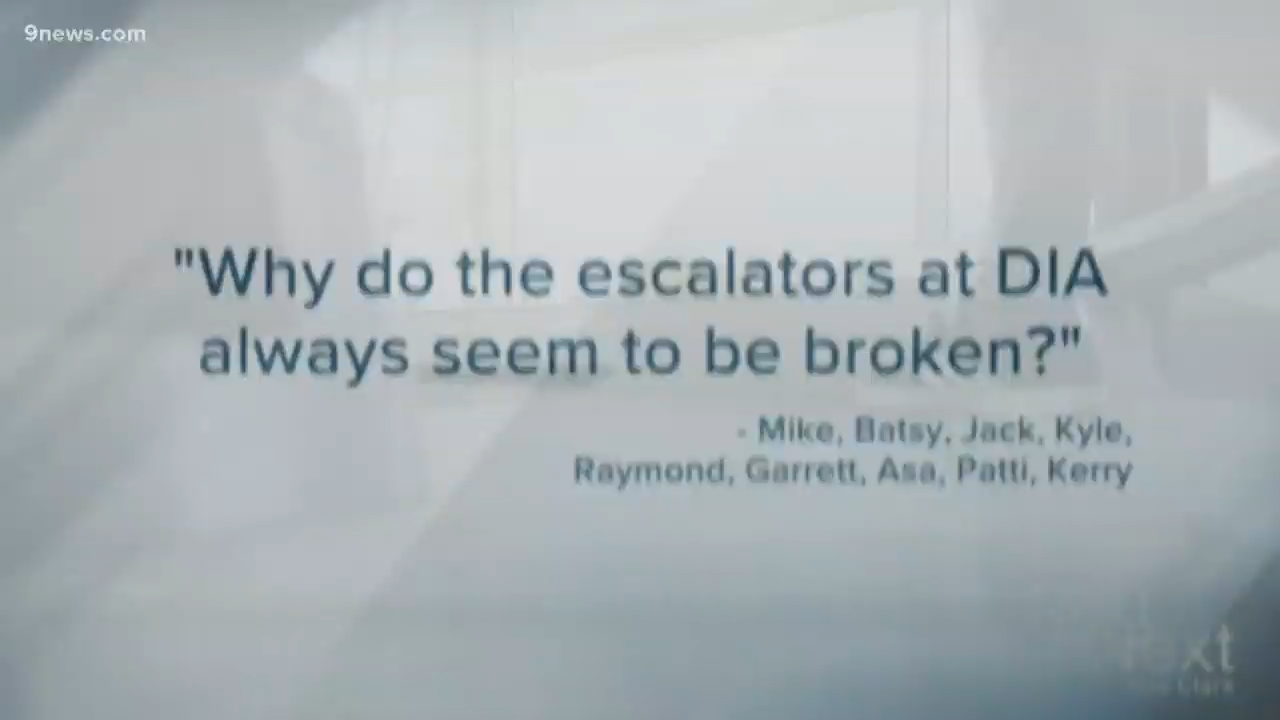 9news.com
"Why do the escalators at DIA
always seem to be broken?"
- Mike, Batsy, Jack, Kyle,
Raymond, Garrett, Asa, Patti, Kerry